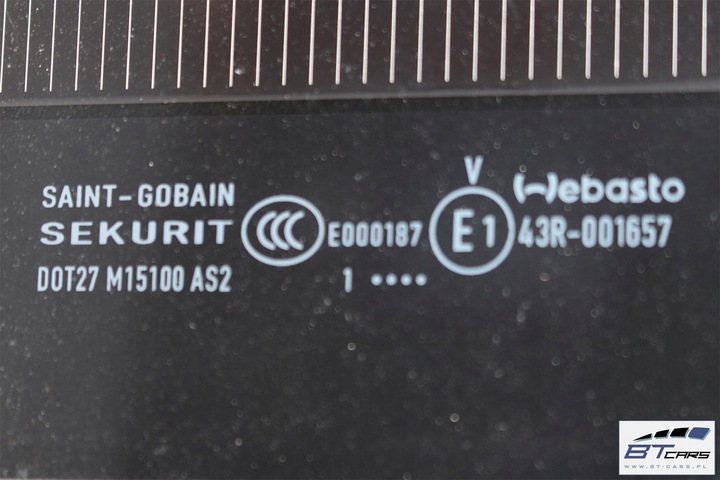 SAINT-GOBAIN
SEKURIT
DOT27 M15100 AS2
CCC
E000187
1 ••••
V
E1
Webasto
43R-001657
BT CARS
WWW.BT-CARS.PL